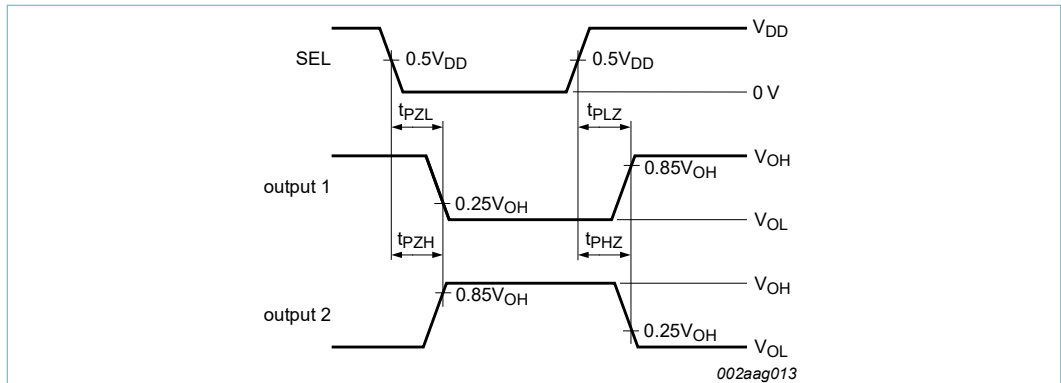 V_DD
SEL
0.5V_DD
0.5V_DD
0 V
t_PZL
t_PLZ
V_OH
0.85V_OH
output 1
0.25V_OH
V_OL
t_PZH
t_PHZ
V_OH
0.85V_OH
output 2
0.25V_OH
V_OL
002aag013